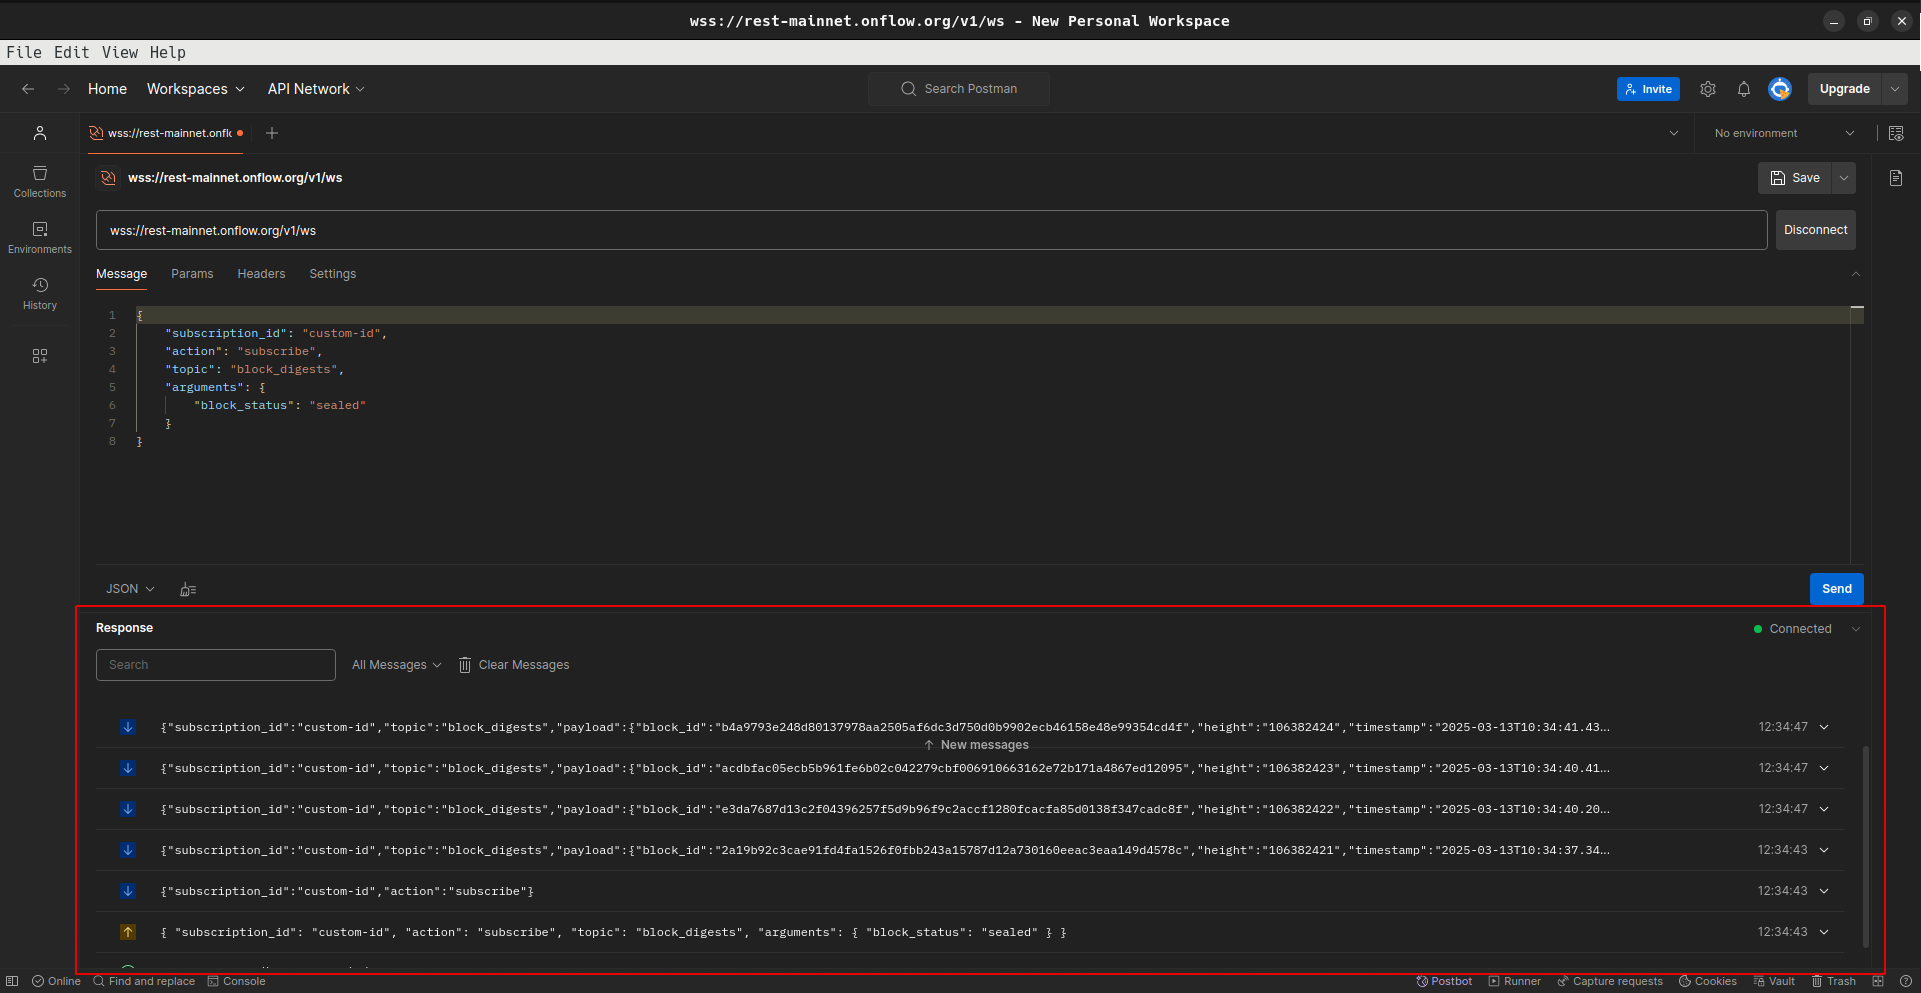 wss://rest-mainnet.onflow.org/v1/ws - New Personal Workspace
File Edit View Help
Home Workspaces API Network Search Postman Invite Upgrade
wss://rest-mainnet.onflo No environment
wss://rest-mainnet.onflow.org/v1/ws Save
Collections
wss://rest-mainnet.onflow.org/v1/ws Disconnect
Environments
Message Params Headers Settings
History
1 {
2 "subscription_id": "custom-id",
3 "action": "subscribe",
4 "topic": "block_digests",
5 "arguments": {
6 "block_status": "sealed"
7 }
8 }
JSON Send
Response Connected
Search All Messages Clear Messages
{"subscription_id":"custom-id","topic":"block_digests","payload":{"block_id":"b4a9793e248d80137978aa2505af6dc3d750d0b9902ecb46158e48e99354cd4f","height":"106382424","timestamp":"2025-03-13T10:34:41.43... 12:34:47
New messages
{"subscription_id":"custom-id","topic":"block_digests","payload":{"block_id":"acdbfac05ecb5b961fe6b02c042279cbf006910663162e72b171a4867ed12095","height":"106382423","timestamp":"2025-03-13T10:34:40.41... 12:34:47
{"subscription_id":"custom-id","topic":"block_digests","payload":{"block_id":"e3da7687d13c2f04396257f5d9b96f9c2accf1280fcacfa85d0138f347cadc8f","height":"106382422","timestamp":"2025-03-13T10:34:40.20... 12:34:47
{"subscription_id":"custom-id","topic":"block_digests","payload":{"block_id":"2a19b92c3cae91fd4fa1526f0fbb243a15787d12a730160eeac3eaa149d4578c","height":"106382421","timestamp":"2025-03-13T10:34:37.34... 12:34:43
{"subscription_id":"custom-id","action":"subscribe"} 12:34:43
{ "subscription_id": "custom-id", "action": "subscribe", "topic": "block_digests", "arguments": { "block_status": "sealed" } } 12:34:43
Online Find and replace Console Postbot Runner Capture requests Cookies Vault Trash